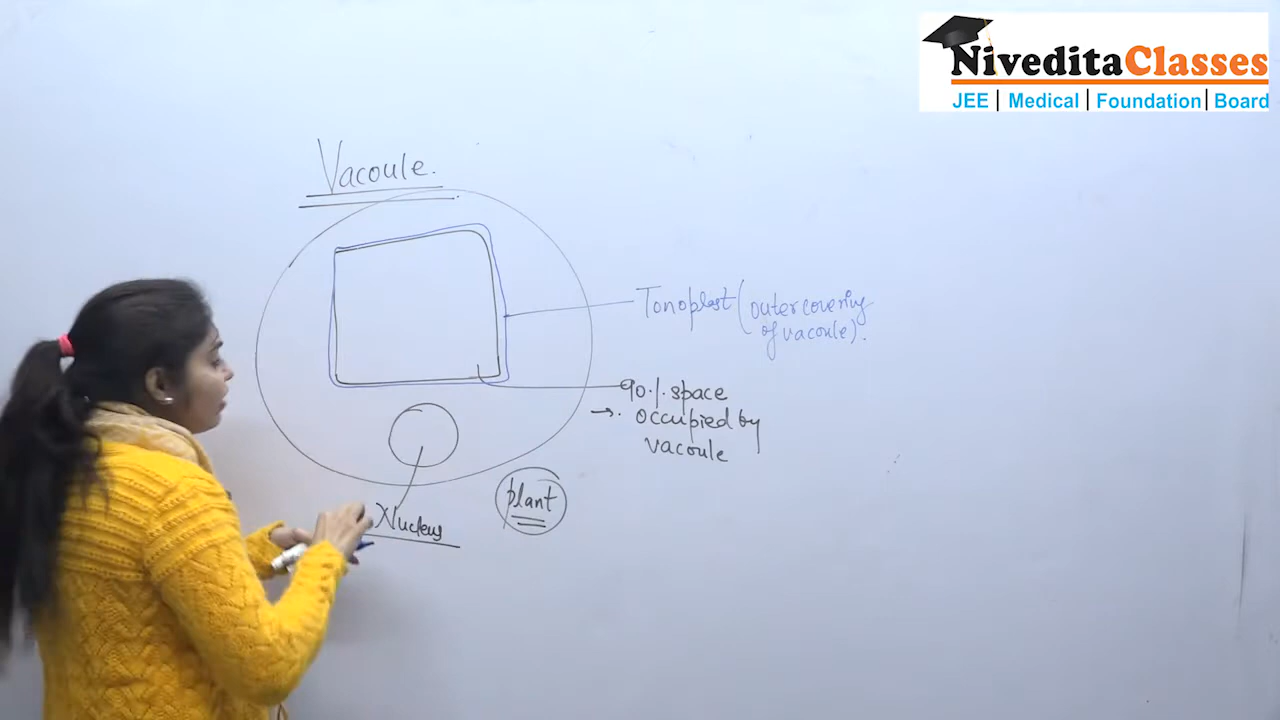 NiveditaClasses
JEE | Medical | Foundation | Board
Vacoule.
Tonoplast (outer covering
of vacoule).
90% space
→ occupied by
vacoule
plant
Nucleus